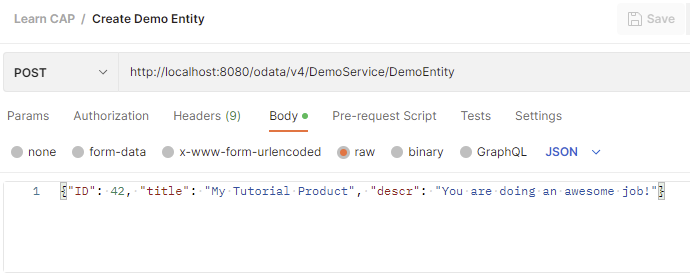 Learn CAP / Create Demo Entity Save
POST http://localhost:8080/odata/v4/DemoService/DemoEntity
Params Authorization Headers (9) Body Pre-request Script Tests Settings
none form-data x-www-form-urlencoded raw binary GraphQL JSON
1 {"ID": 42, "title": "My Tutorial Product", "descr": "You are doing an awesome job!"}